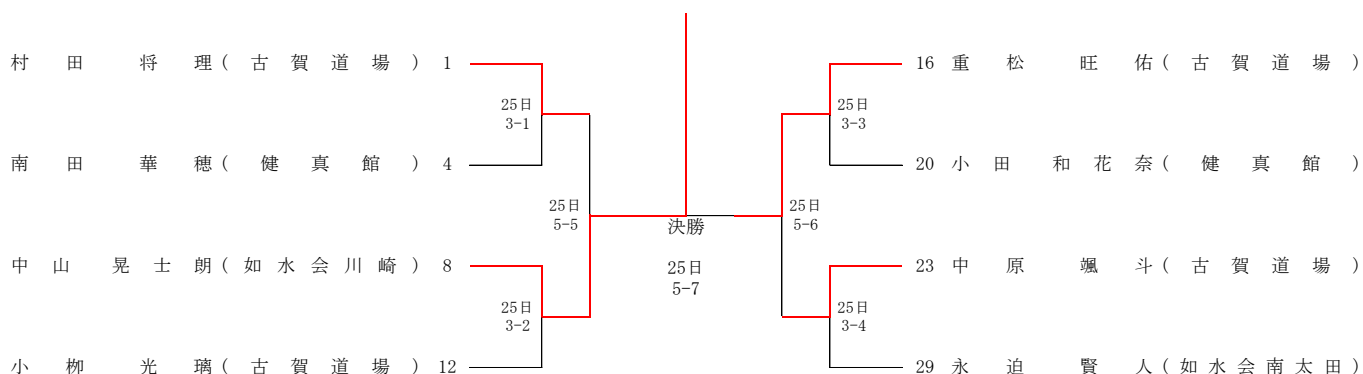 村田 将理(古賀道場) 1
16 重松 旺佑(古賀道場)
25日
3-1
25日
3-3
南田 華穂(健真館) 4
20 小田 和花奈(健真館)
25日
5-5
25日
5-6
決勝
25日
5-7
中山 晃士朗(如水会川崎) 8
23 中原 颯斗(古賀道場)
25日
3-2
25日
3-4
小栁 光璃(古賀道場) 12
29 永迫 賢人(如水会南太田)